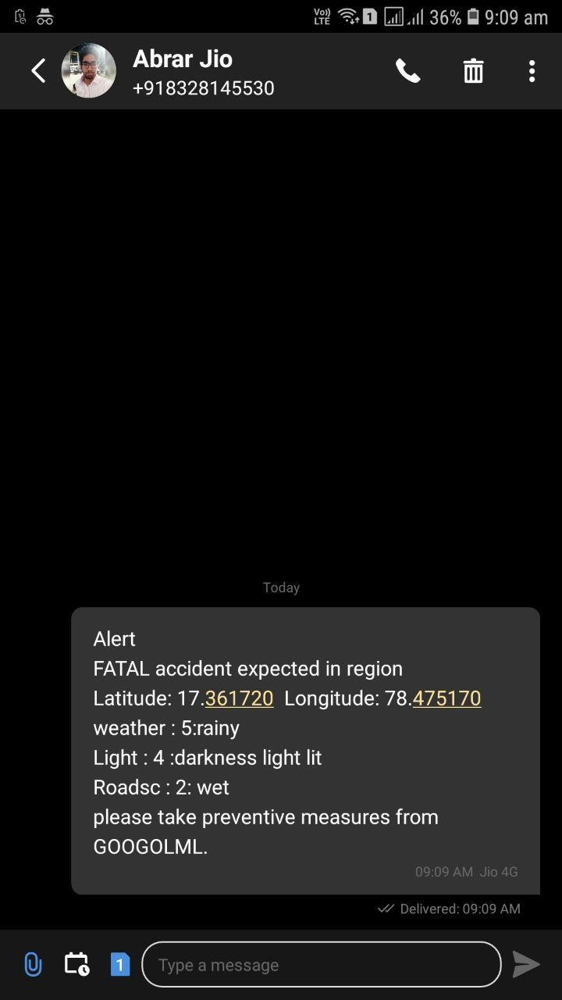 Vo)) LTE 1 36% 9:09 am
Abrar Jio
+918328145530
Today
Alert
FATAL accident expected in region
Latitude: 17.361720 Longitude: 78.475170
weather : 5:rainy
Light : 4 :darkness light lit
Roadsc : 2: wet
please take preventive measures from
GOOGOLML.
09:09 AM Jio 4G
Delivered: 09:09 AM
1 Type a message